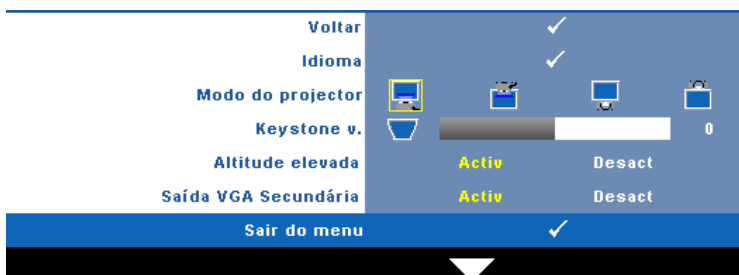 Voltar
Idioma
Modo do projector
Keystone v. 0
Altitude elevada Activ Desact
Saída VGA Secundária Activ Desact
Sair do menu